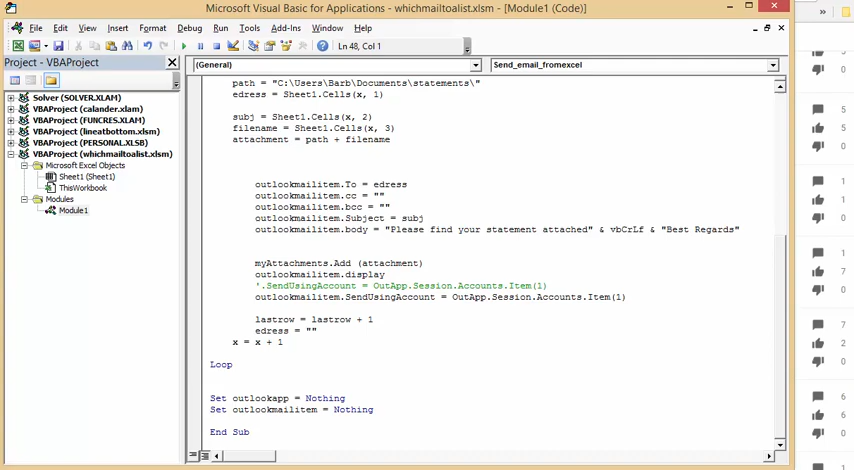 Microsoft Visual Basic for Applications - whichmailtoalist.xlsm - [Module1 (Code)]
File Edit View Insert Format Debug Run Tools Add-Ins Window Help
Ln 48, Col 1
Project - VBAProject
(General)
Send_email_fromexcel
Solver (SOLVER.XLAM)
VBAProject (calander.xlam)
VBAProject (FUNCRES.XLAM)
VBAProject (lineatbottom.xlsm)
VBAProject (PERSONAL.XLSB)
VBAProject (whichmailtoalist.xlsm)
Microsoft Excel Objects
Sheet1 (Sheet1)
ThisWorkbook
Modules
Module1
path = "C:\Users\Barb\Documents\statements\"
edress = Sheet1.Cells(x, 1)
subj = Sheet1.Cells(x, 2)
filename = Sheet1.Cells(x, 3)
attachment = path + filename
outlookmailitem.To = edress
outlookmailitem.cc = ""
outlookmailitem.bcc = ""
outlookmailitem.Subject = subj
outlookmailitem.body = "Please find your statement attached" & vbCrLf & "Best Regards"
myAttachments.Add (attachment)
outlookmailitem.display
'.SendUsingAccount = OutApp.Session.Accounts.Item(1)
outlookmailitem.SendUsingAccount = OutApp.Session.Accounts.Item(1)
lastrow = lastrow + 1
edress = ""
x = x + 1
Loop
Set outlookapp = Nothing
Set outlookmailitem = Nothing
End Sub
»
0
5
5
0
1
1
0
1
7
0
7
2
0
6
6
0
1